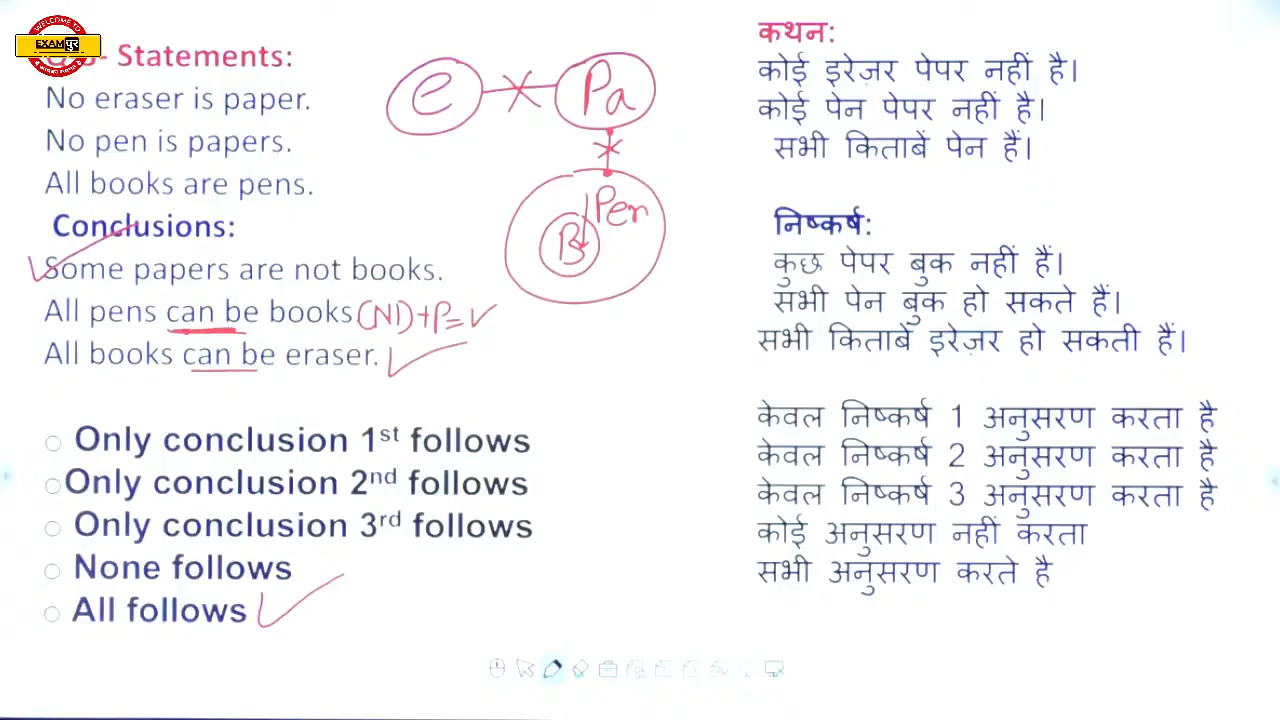 WELCOME TO
EXAM पुर
Statements:
No eraser is paper.
No pen is papers.
All books are pens.
Conclusions:
Some papers are not books.
All pens can be books (NI)+P=✓
All books can be eraser.
Only conclusion 1st follows
Only conclusion 2nd follows
Only conclusion 3rd follows
None follows
All follows
e
Pa
Pen
B
कथन:
कोई इरेज़र पेपर नहीं है।
कोई पेन पेपर नहीं है।
सभी किताबें पेन हैं।
निष्कर्ष:
कुछ पेपर बुक नहीं हैं।
सभी पेन बुक हो सकते हैं।
सभी किताबें इरेज़र हो सकती हैं।
केवल निष्कर्ष 1 अनुसरण करता है
केवल निष्कर्ष 2 अनुसरण करता है
केवल निष्कर्ष 3 अनुसरण करता है
कोई अनुसरण नहीं करता
सभी अनुसरण करते है